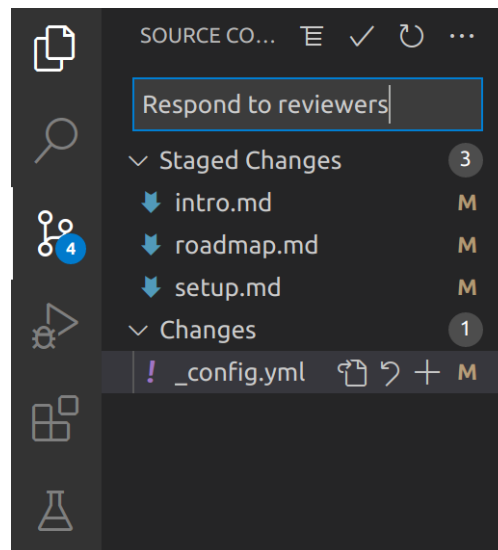 SOURCE CO...
Respond to reviewers
Staged Changes 3
intro.md M
4
roadmap.md M
setup.md M
Changes 1
! _config.yml M